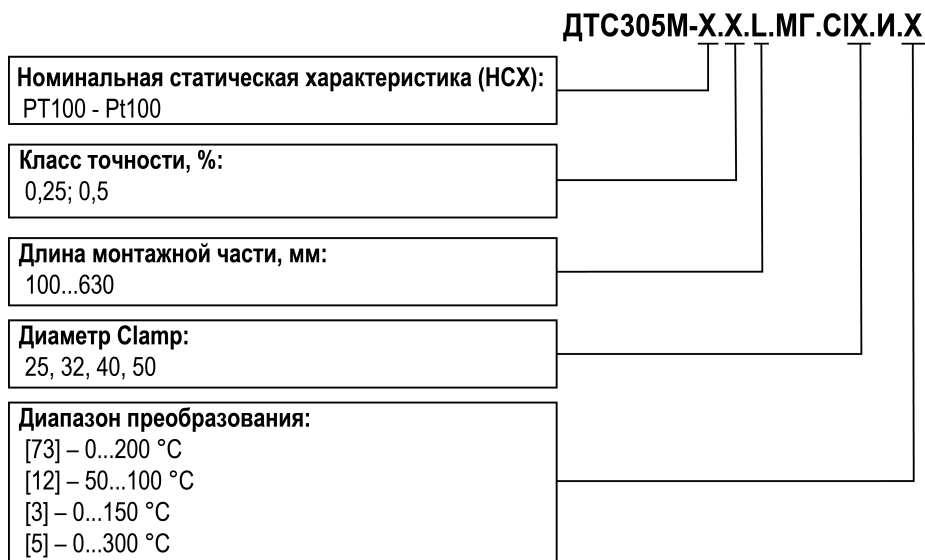 ДТС305М-Х.Х.L.МГ.СlХ.И.Х
Номинальная статическая характеристика (НСХ):
PT100 - Pt100
Класс точности, %:
0,25; 0,5
Длина монтажной части, мм:
100...630
Диаметр Clamp:
25, 32, 40, 50
Диапазон преобразования:
[73] – 0...200 °C
[12] – 50...100 °C
[3] – 0...150 °C
[5] – 0...300 °C